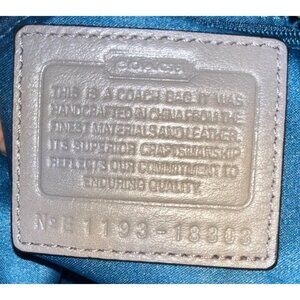 COACH
THIS IS A COACH BAG. IT WAS
HANDCRAFTED IN CHINA FROM THE
FINEST MATERIALS AND LEATHER.
ITS SUPERIOR CRAFTSMANSHIP
REFLECTS OUR COMMITMENT TO
ENDURING QUALITY.
Nº E 1193-18303